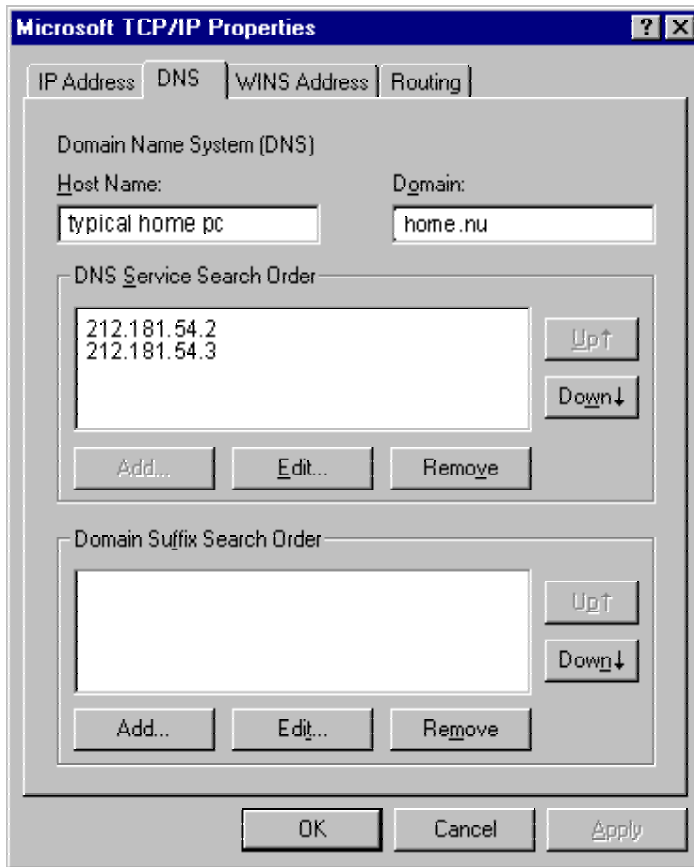 Microsoft TCP/IP Properties
IP Address DNS WINS Address Routing
Domain Name System (DNS)
Host Name: Domain:
typical home pc home.nu
DNS Service Search Order
212.181.54.2
212.181.54.3
Up↑
Down↓
Add... Edit... Remove
Domain Suffix Search Order
Up↑
Down↓
Add... Edit... Remove
OK Cancel Apply